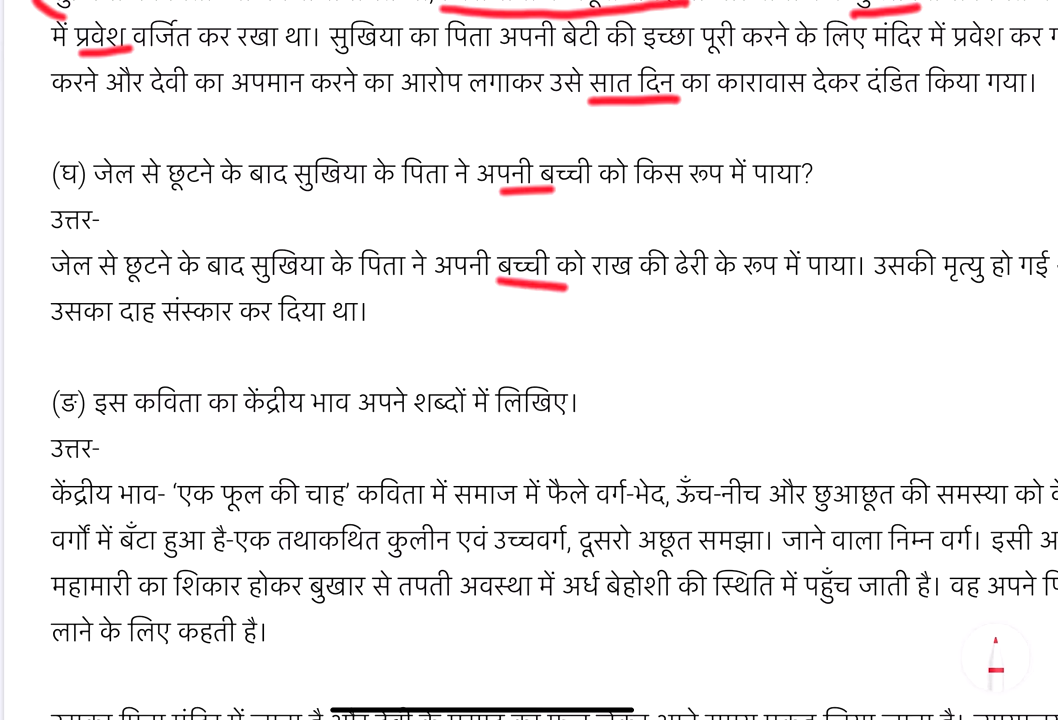 में प्रवेश वर्जित कर रखा था। सुखिया का पिता अपनी बेटी की इच्छा पूरी करने के लिए मंदिर में प्रवेश कर
करने और देवी का अपमान करने का आरोप लगाकर उसे सात दिन का कारावास देकर दंडित किया गया।
(घ) जेल से छूटने के बाद सुखिया के पिता ने अपनी बच्ची को किस रूप में पाया?
उत्तर-
जेल से छूटने के बाद सुखिया के पिता ने अपनी बच्ची को राख की ढेरी के रूप में पाया। उसकी मृत्यु हो गई
उसका दाह संस्कार कर दिया था।
(ङ) इस कविता का केंद्रीय भाव अपने शब्दों में लिखिए।
उत्तर-
केंद्रीय भाव- ‘एक फूल की चाह’ कविता में समाज में फैले वर्ग-भेद, ऊँच-नीच और छुआछूत की समस्या को
वर्गों में बँटा हुआ है-एक तथाकथित कुलीन एवं उच्चवर्ग, दूसरो अछूत समझा। जाने वाला निम्न वर्ग। इसी
महामारी का शिकार होकर बुखार से तपती अवस्था में अर्ध बेहोशी की स्थिति में पहुँच जाती है। वह अपने
लाने के लिए कहती है।